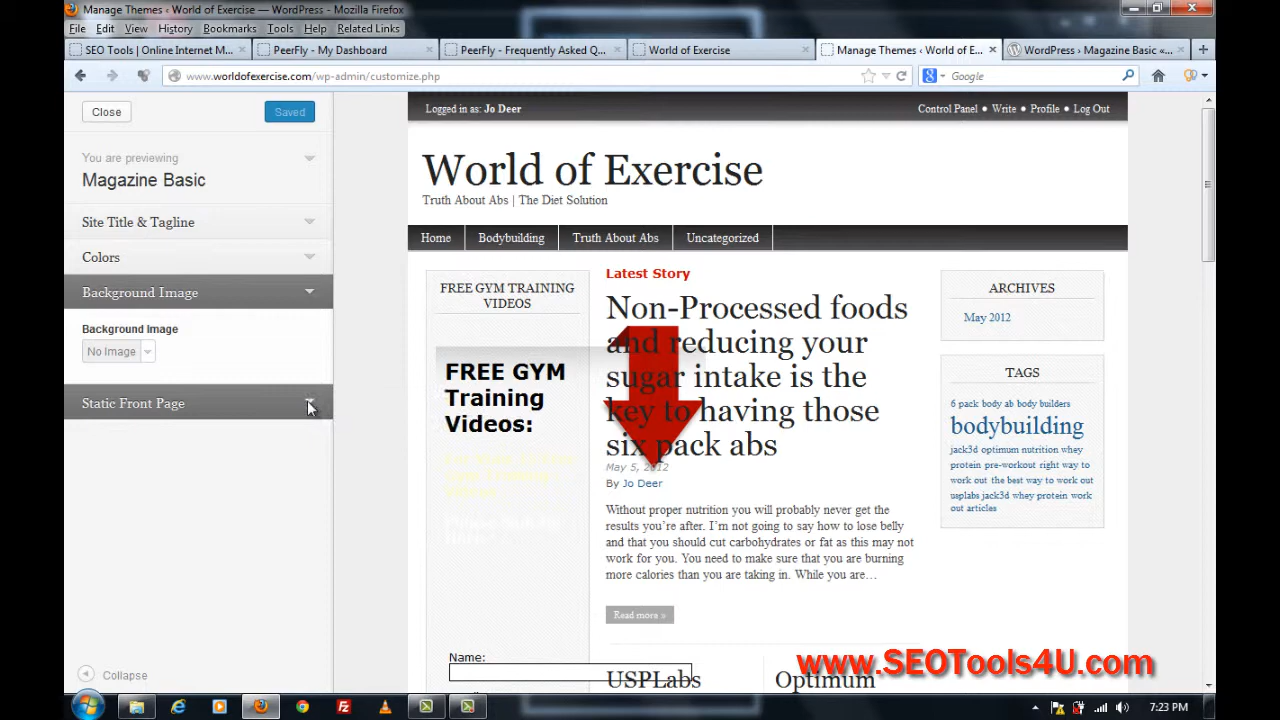 Manage Themes ‹ World of Exercise — WordPress - Mozilla Firefox
File Edit View History Bookmarks Tools Help Related Links
SEO Tools | Online Internet M...
PeerFly - My Dashboard
PeerFly - Frequently Asked Q...
World of Exercise
Manage Themes ‹ World of E...
WordPress › Magazine Basic «...
www.worldofexercise.com/wp-admin/customize.php
Google
Close
Saved
You are previewing
Magazine Basic
Site Title & Tagline
Colors
Background Image
Background Image
No Image
Static Front Page
Collapse
Logged in as: Jo Deer
Control Panel • Write • Profile • Log Out
World of Exercise
Truth About Abs | The Diet Solution
Home
Bodybuilding
Truth About Abs
Uncategorized
FREE GYM TRAINING
VIDEOS
FREE GYM
Training
Videos:
Name:
Latest Story
Non-Processed foods
and reducing your
sugar intake is the
key to having those
six pack abs
May 5, 2012
By Jo Deer
Without proper nutrition you will probably never get the
results you’re after. I’m not going to say how to lose belly
and that you should cut carbohydrates or fat as this may not
work for you. You need to make sure that you are burning
more calories than you are taking in. While you are…
Read more »
USPLabs
Optimum
ARCHIVES
May 2012
TAGS
6 pack body ab body builders
bodybuilding
jack3d optimum nutrition whey
protein pre-workout right way to
work out the best way to work out
usplabs jack3d whey protein work
out articles
www.SEOTools4U.com
7:23 PM